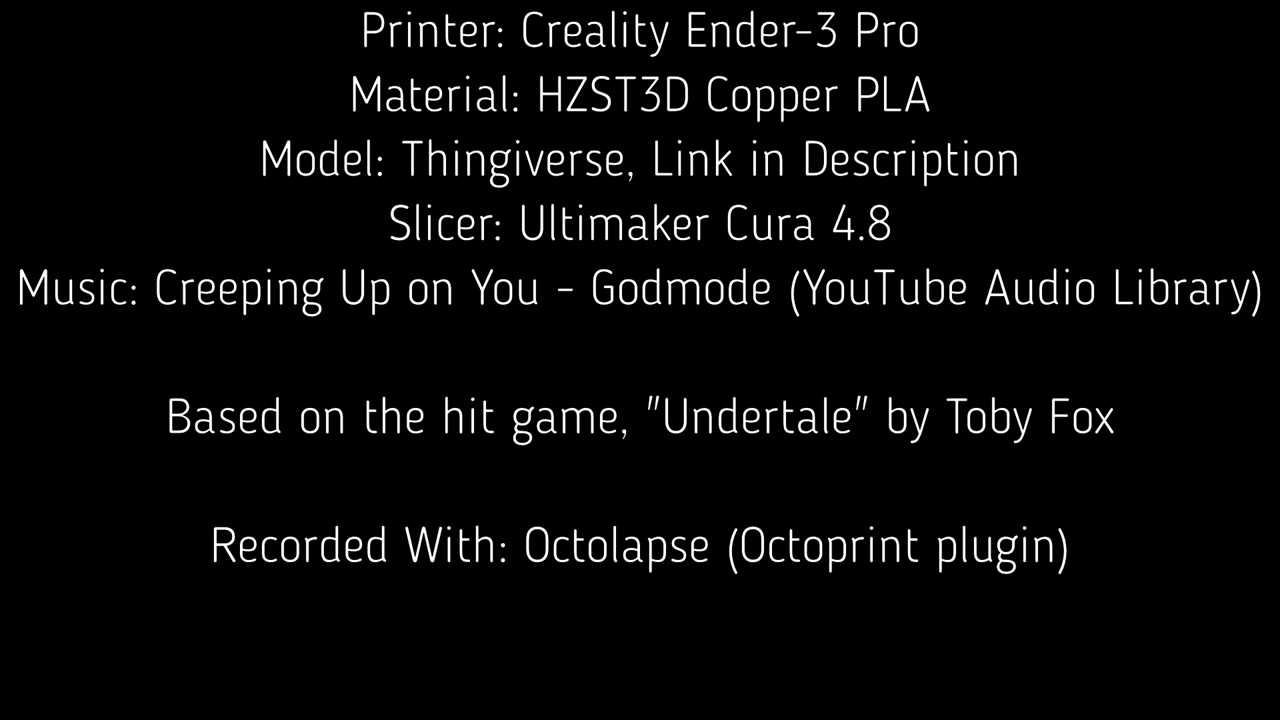 Printer: Creality Ender-3 Pro
Material: HZST3D Copper PLA
Model: Thingiverse, Link in Description
Slicer: Ultimaker Cura 4.8
Music: Creeping Up on You - Godmode (YouTube Audio Library)
Based on the hit game, "Undertale" by Toby Fox
Recorded With: Octolapse (Octoprint plugin)